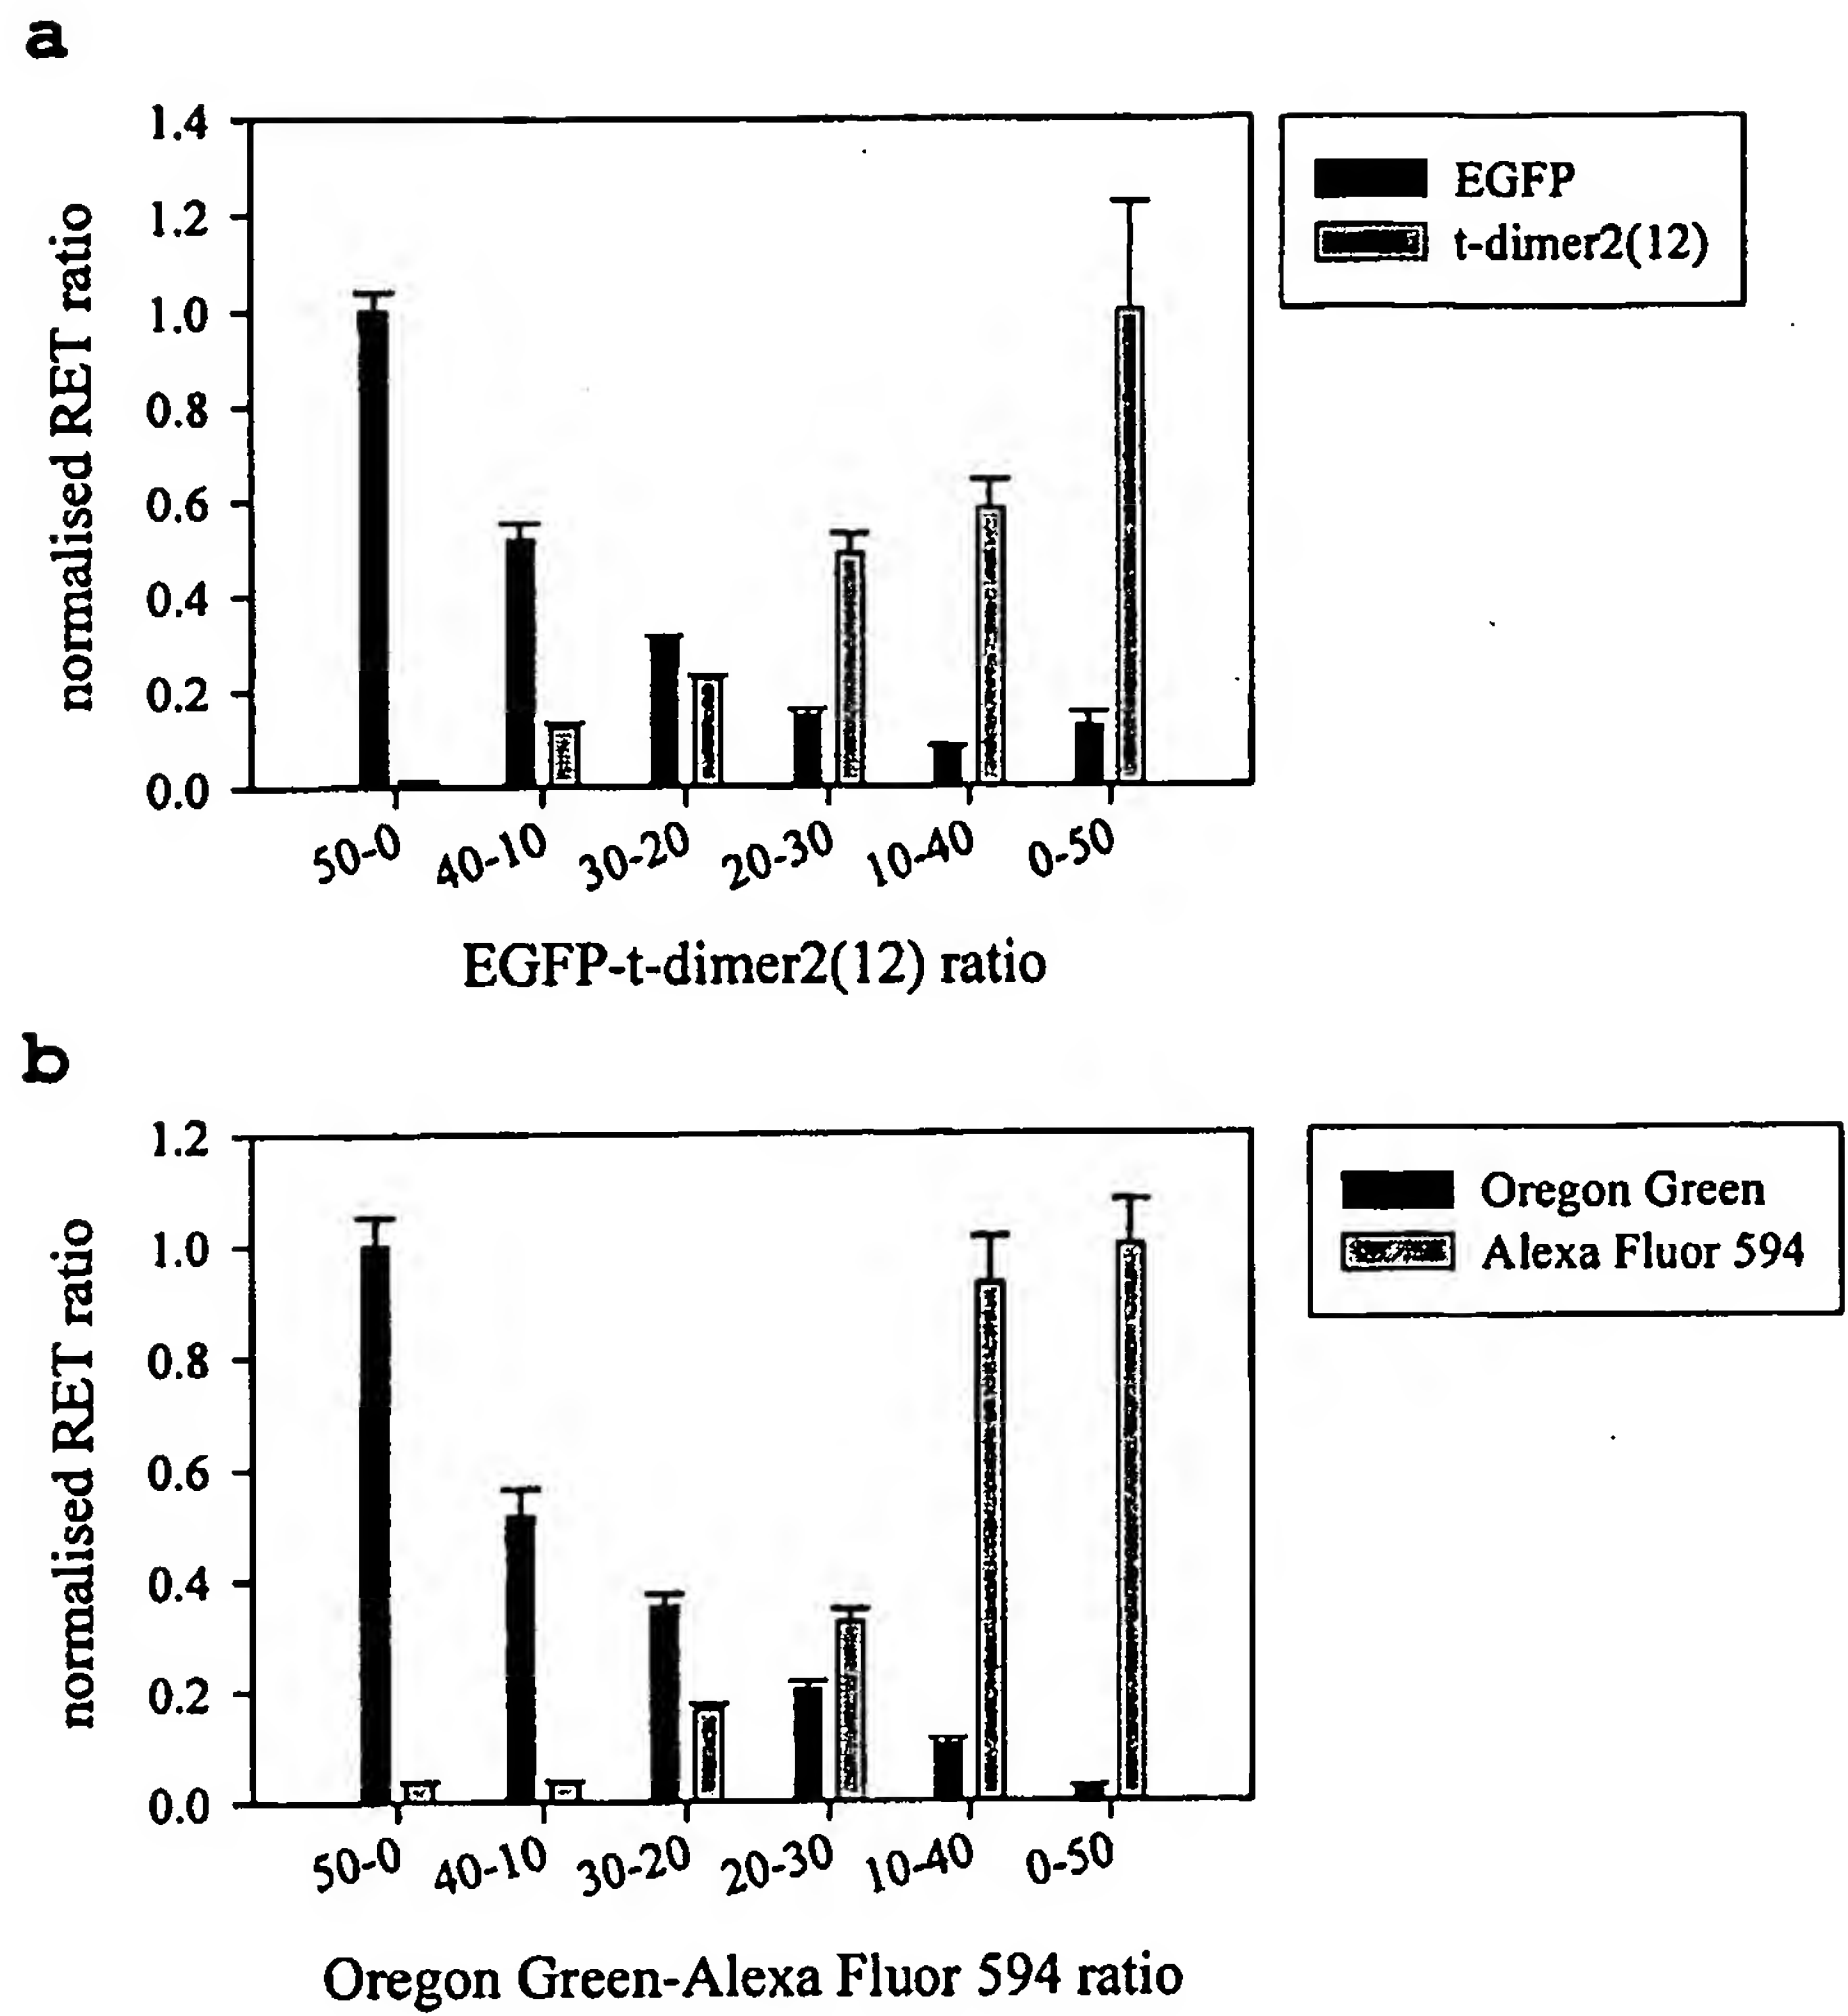 a
1.4
1.2
1.0
0.8
0.6
0.4
0.2
0.0
normalised RET ratio
EGFP
t-dimer2(12)
50-0
40-10
30-20
20-30
10-40
0-50
EGFP-t-dimer2(12) ratio
b
1.2
1.0
0.8
0.6
0.4
0.2
0.0
normalised RET ratio
Oregon Green
Alexa Fluor 594
50-0
40-10
30-20
20-30
10-40
0-50
Oregon Green-Alexa Fluor 594 ratio